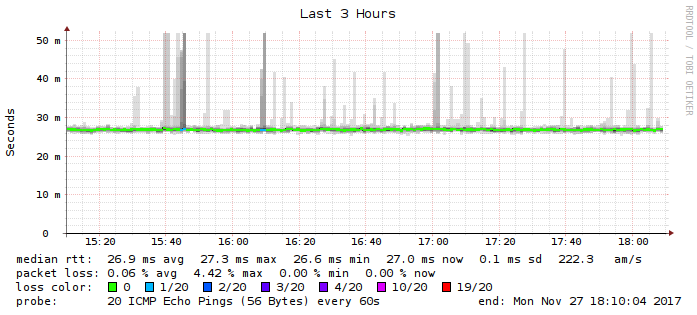 Last 3 Hours
RRDTOOL / TOBI OETIKER
Seconds
50 m
40 m
30 m
20 m
10 m
0
15:20 15:40 16:00 16:20 16:40 17:00 17:20 17:40 18:00
median rtt: 26.9 ms avg 27.3 ms max 26.6 ms min 27.0 ms now 0.1 ms sd 222.3 am/s
packet loss: 0.06 % avg 4.42 % max 0.00 % min 0.00 % now
loss color: 0 1/20 2/20 3/20 4/20 10/20 19/20
probe: 20 ICMP Echo Pings (56 Bytes) every 60s end: Mon Nov 27 18:10:04 2017